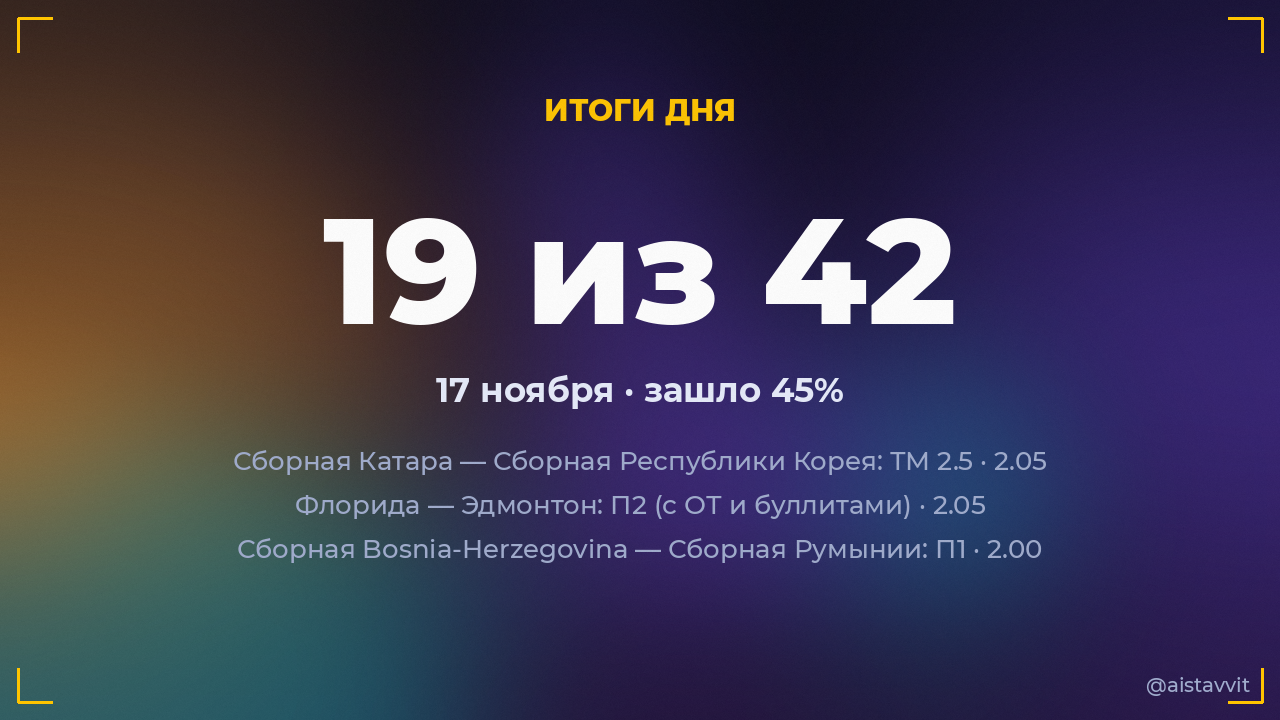 ИТОГИ ДНЯ
19 из 42
17 ноября · зашло 45%
Сборная Катара — Сборная Республики Корея: ТМ 2.5 · 2.05
Флорида — Эдмонтон: П2 (с ОТ и буллитами) · 2.05
Сборная Bosnia-Herzegovina — Сборная Румынии: П1 · 2.00
@aistavvit